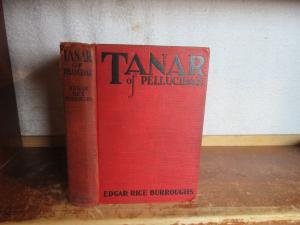 TANAR
OF
PELLUCIDAR
EDGAR
RICE
BURROUGHS
TANAR
of PELLUCIDAR
EDGAR RICE BURROUGHS